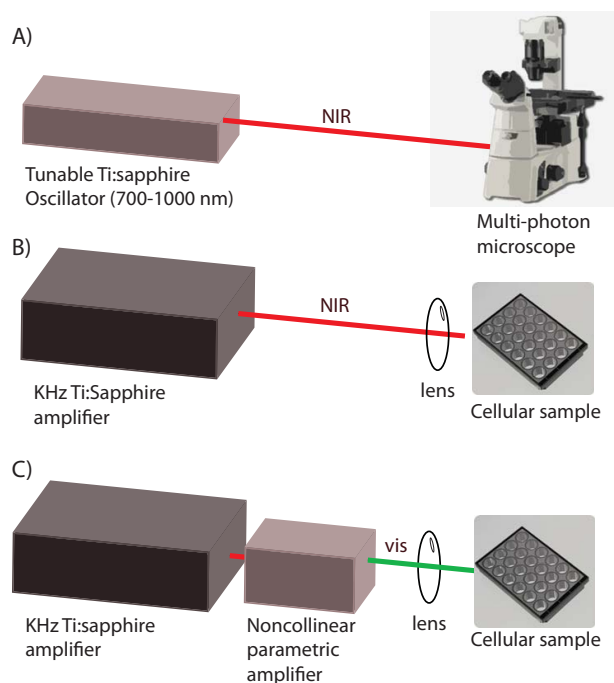 A)
NIR
Tunable Ti:sapphire
Oscillator (700-1000 nm)
Multi-photon
microscope
B)
NIR
KHz Ti:Sapphire
amplifier
lens
Cellular sample
C)
vis
KHz Ti:sapphire
amplifier
Noncollinear
parametric
amplifier
lens
Cellular sample